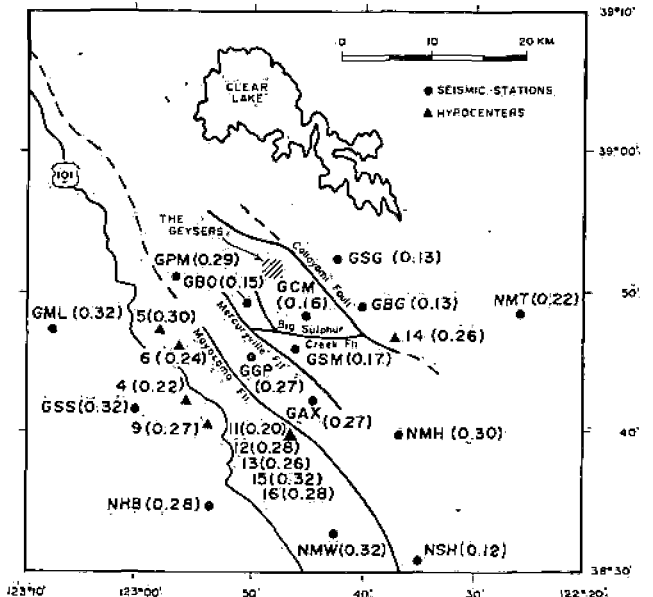 39°10'
0 10 20 KM
CLEAR
LAKE
● SEISMIC STATIONS
▲ HYPOCENTERS
39°00'
101
THE
GEYSERS
Collayomi Fault
GPM (0.29)
GBO (0.15)
GSG (0.13)
GCM
(0.16)
GBG (0.13)
NMT (0.22)
50'
GML (0.32)
5(0.30)
Mercuryville Flt
Big Sulphur
Creek Flt
14 (0.26)
6 (0.24)
Mayacama Flt.
GGP
(0.27)
GSM(0.17)
4 (0.22)
GSS(0.32)
GAX
(0.27)
9(0.27)
11(0.20)
12(0.28)
13(0.26)
15(0.32)
16(0.28)
NMH (0.30)
40'
NHB(0.28)
NMW(0.32)
NSH(0.12)
38°30'
123°10' 123°00' 50' 40' 30' 122°20'